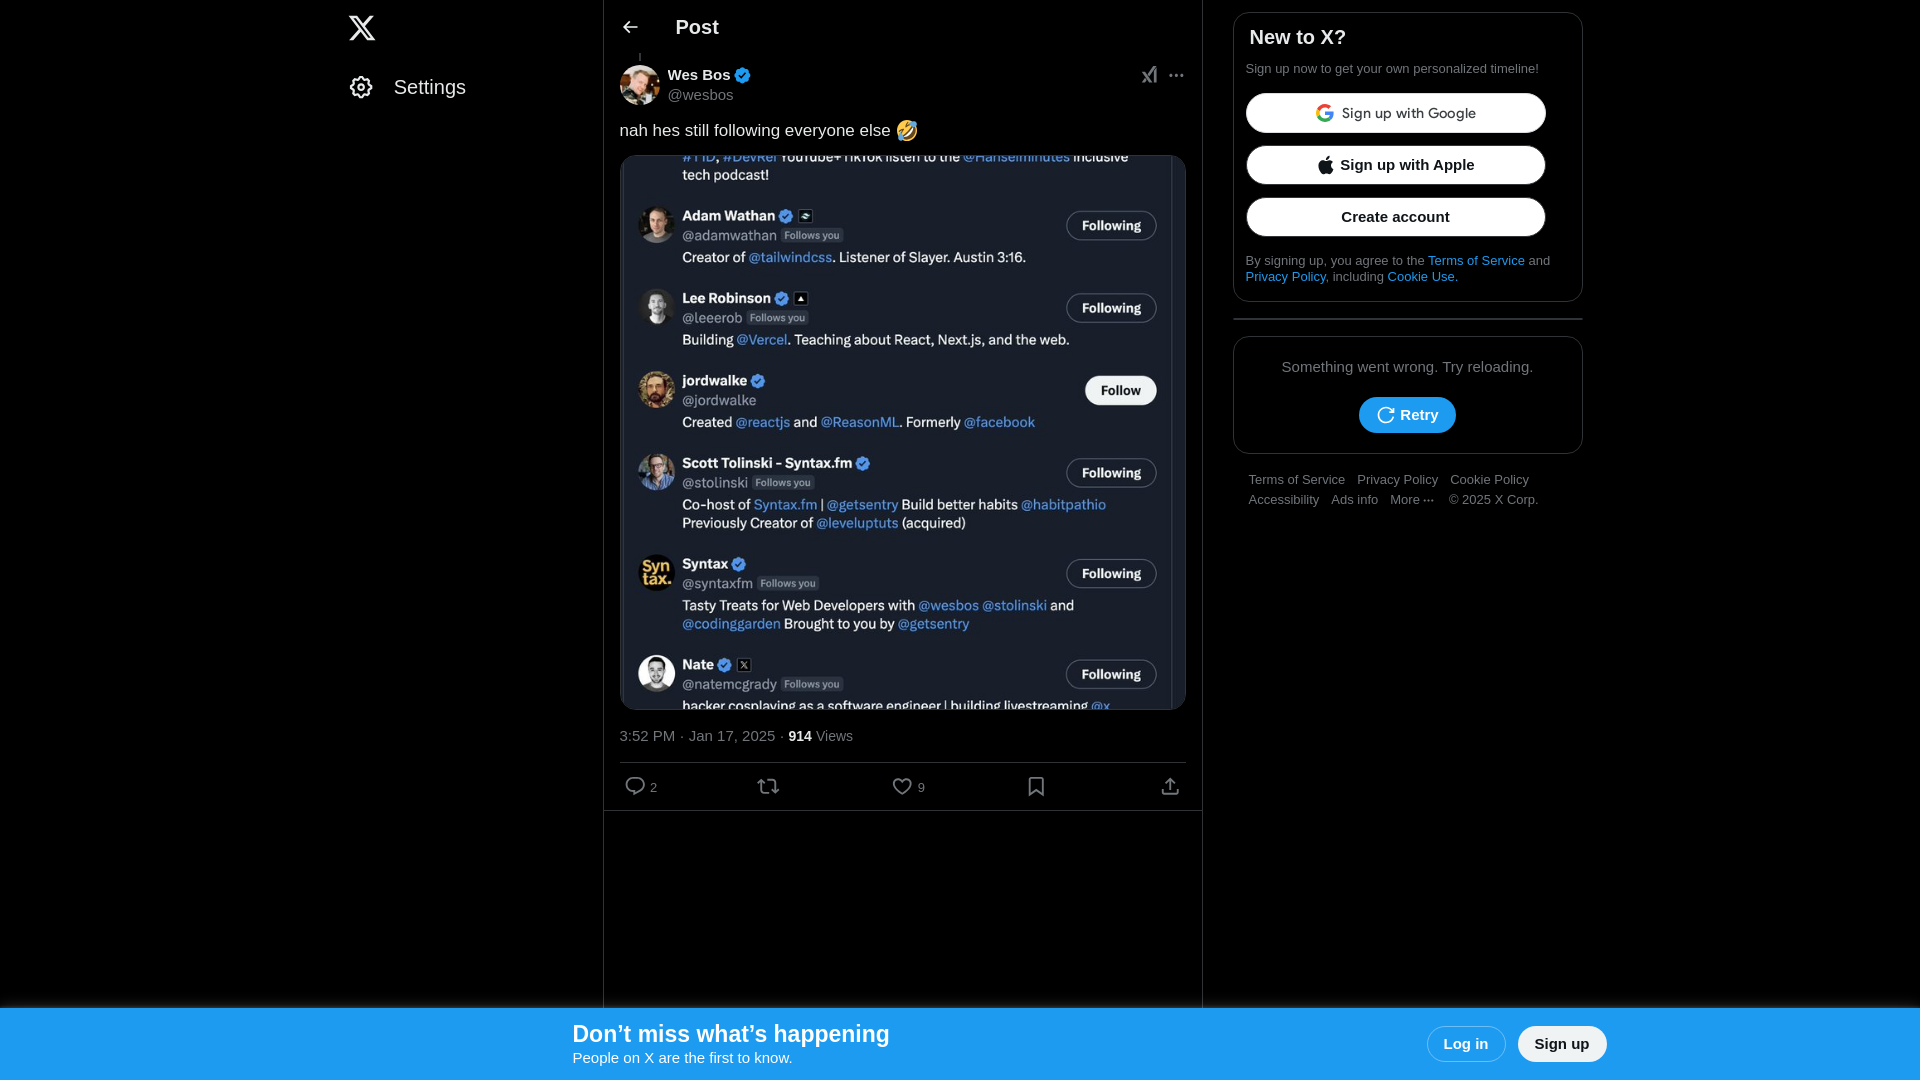 Post
Settings
Wes Bos
@wesbos
nah hes still following everyone else 🤣
#T1D, #DevRel YouTube+TikTok listen to the @Hanselminutes inclusive
tech podcast!
Adam Wathan
@adamwathan Follows you
Following
Creator of @tailwindcss. Listener of Slayer. Austin 3:16.
Lee Robinson
@leeerob Follows you
Following
Building @Vercel. Teaching about React, Next.js, and the web.
jordwalke
@jordwalke
Follow
Created @reactjs and @ReasonML. Formerly @facebook
Scott Tolinski - Syntax.fm
@stolinski Follows you
Following
Co-host of Syntax.fm | @getsentry Build better habits @habitpathio
Previously Creator of @leveluptuts (acquired)
Syntax
@syntaxfm Follows you
Following
Syn
tax.
Tasty Treats for Web Developers with @wesbos @stolinski and
@codinggarden Brought to you by @getsentry
Nate
@natemcgrady Follows you
Following
hacker cosplaying as a software engineer | building livestreaming @x
3:52 PM · Jan 17, 2025 · 914 Views
2
9
New to X?
Sign up now to get your own personalized timeline!
Sign up with Google
Sign up with Apple
Create account
By signing up, you agree to the Terms of Service and
Privacy Policy, including Cookie Use.
Something went wrong. Try reloading.
Retry
Terms of Service Privacy Policy Cookie Policy
Accessibility Ads info More ··· © 2025 X Corp.
Don’t miss what’s happening
People on X are the first to know.
Log in
Sign up